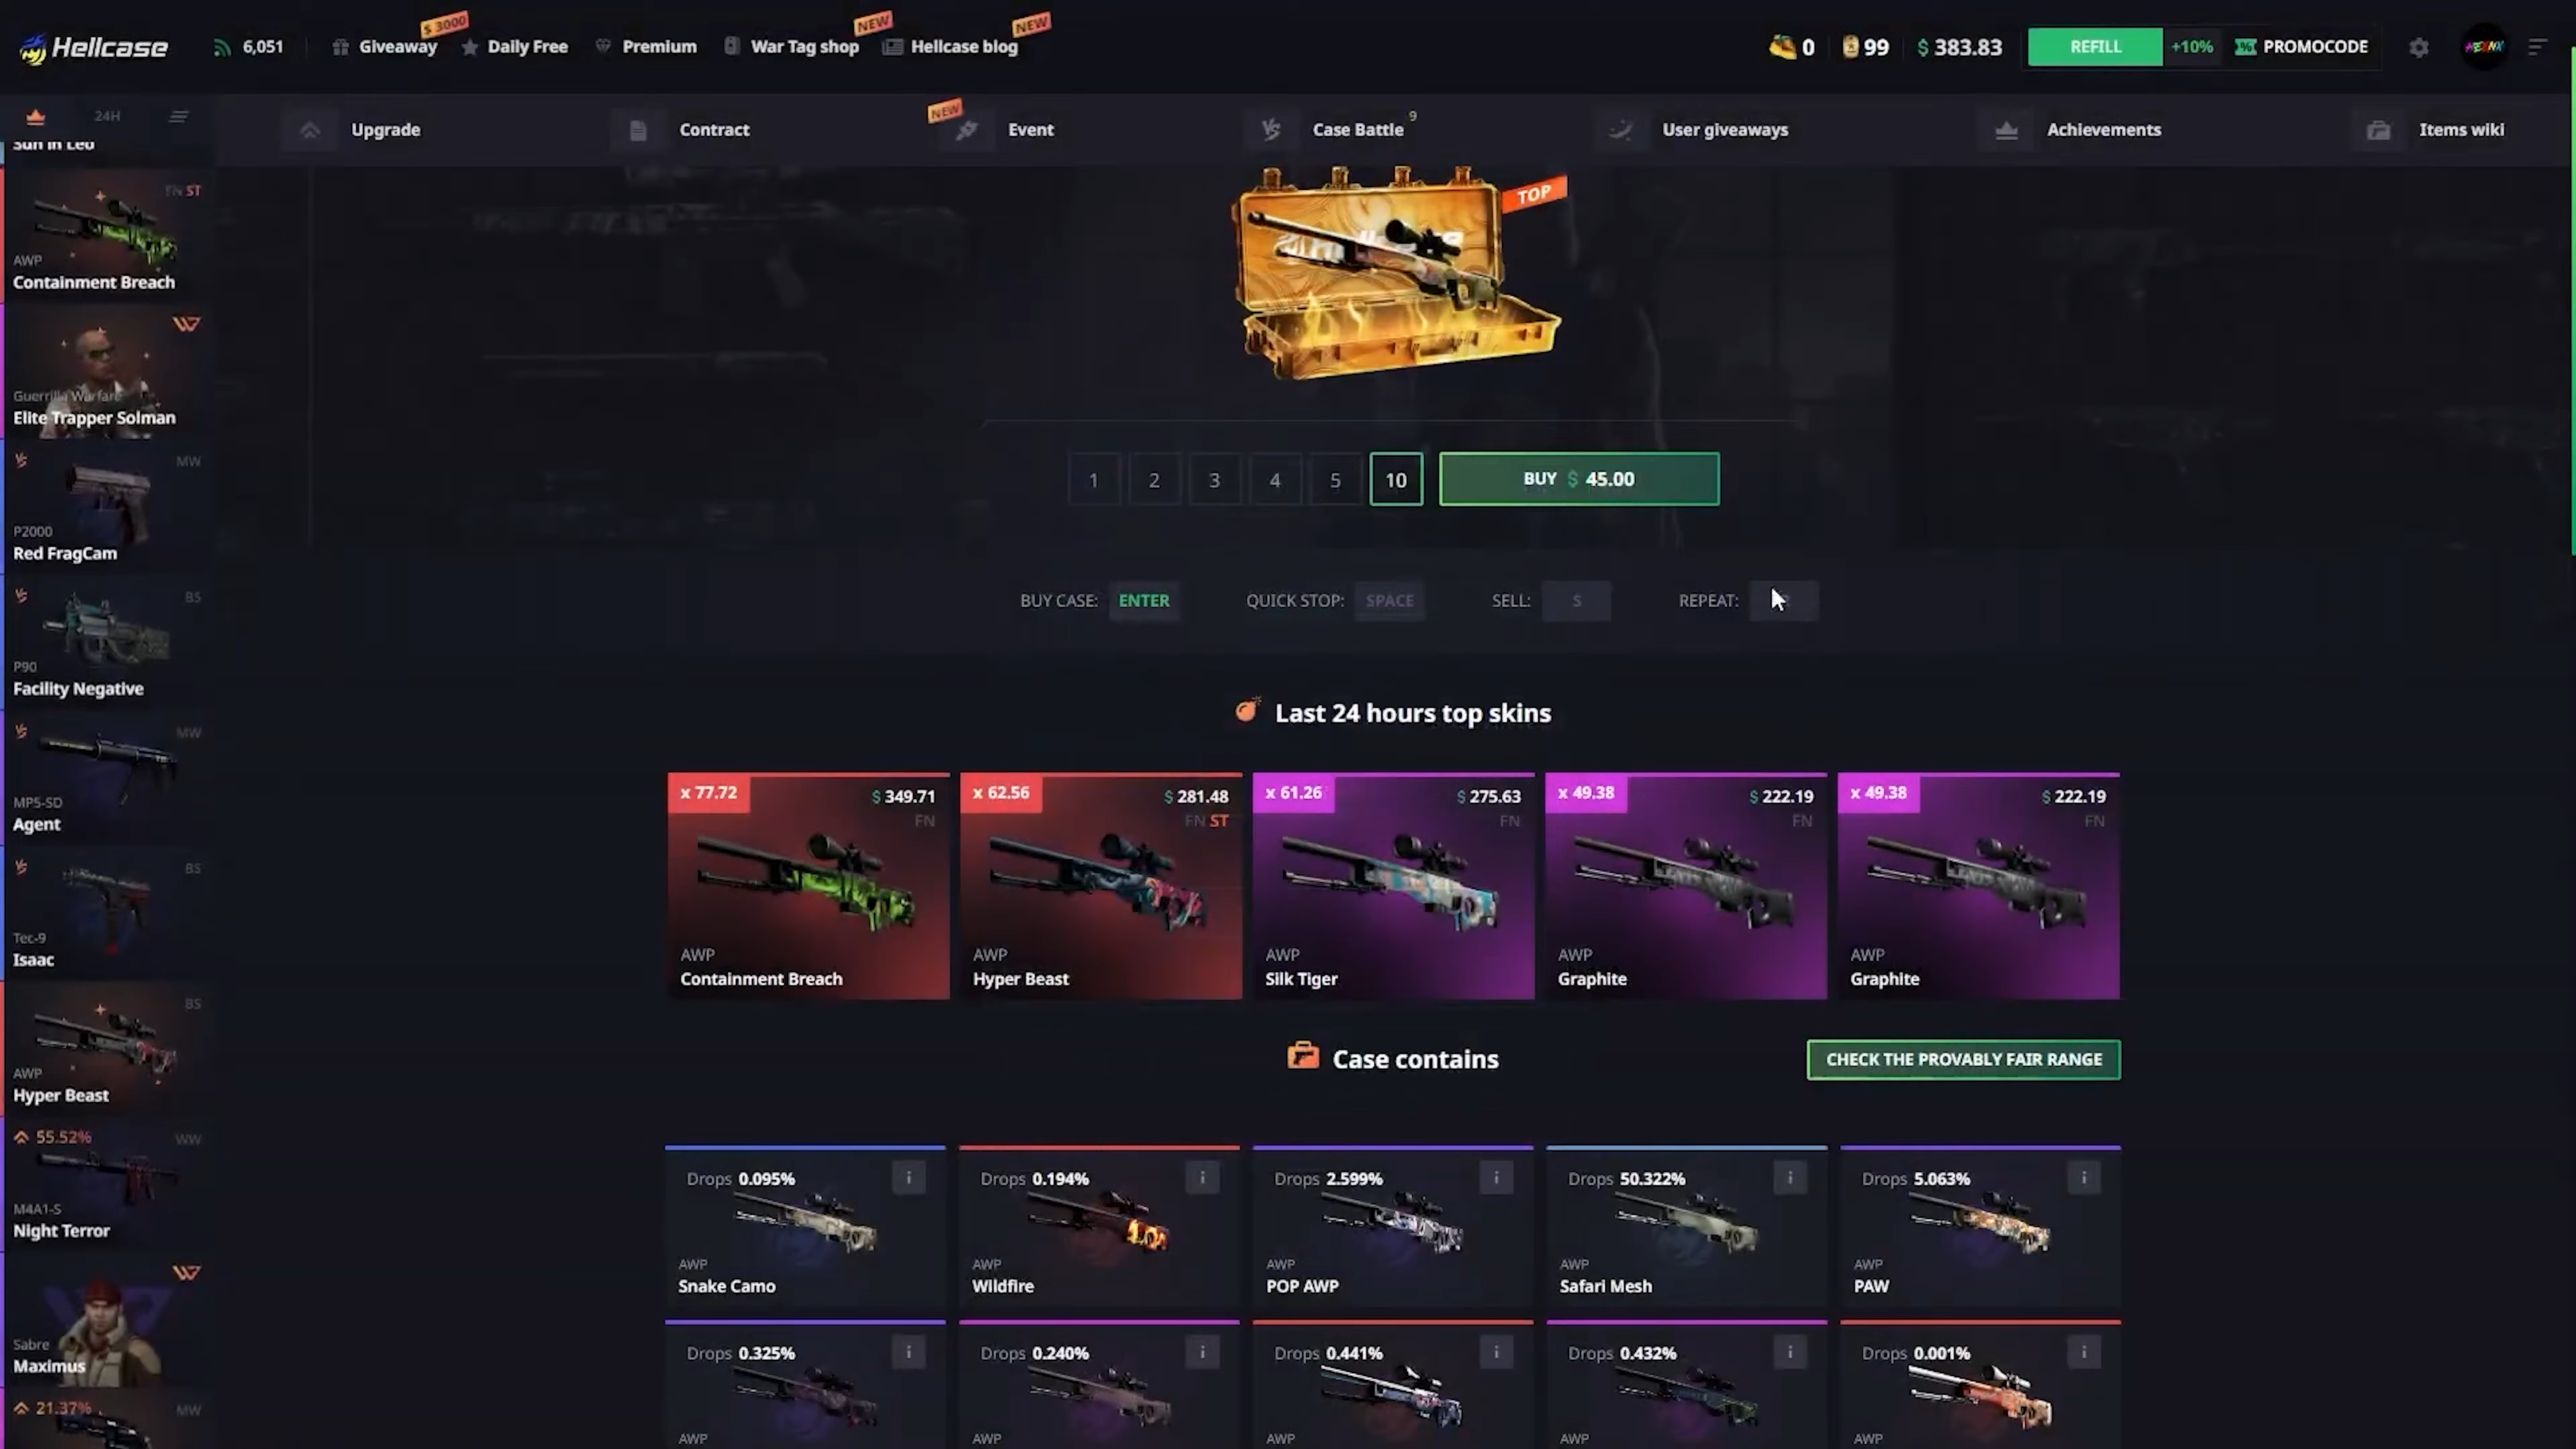 Hellcase
6,051
Giveaway
$ 3000
Daily Free
Premium
War Tag shop
NEW
Hellcase blog
NEW
0
99
$ 383.83
REFILL
+10%
PROMOCODE
24H
Upgrade
Contract
NEW
Event
Case Battle
9
User giveaways
Achievements
Items wiki
Sun in Leo
FN ST
AWP
Containment Breach
Guerrilla Warfare
Elite Trapper Solman
MW
P2000
Red FragCam
BS
P90
Facility Negative
MW
MP5-SD
Agent
BS
Tec-9
Isaac
BS
AWP
Hyper Beast
55.52%
WW
M4A1-S
Night Terror
Sabre
Maximus
21.37%
MW
TOP
1
2
3
4
5
10
BUY $ 45.00
BUY CASE: ENTER
QUICK STOP: SPACE
SELL: S
REPEAT:
Last 24 hours top skins
x 77.72
$ 349.71
FN
AWP
Containment Breach
x 62.56
$ 281.48
FN ST
AWP
Hyper Beast
x 61.26
$ 275.63
FN
AWP
Silk Tiger
x 49.38
$ 222.19
FN
AWP
Graphite
x 49.38
$ 222.19
FN
AWP
Graphite
Case contains
CHECK THE PROVABLY FAIR RANGE
Drops 0.095%
i
AWP
Snake Camo
Drops 0.194%
i
AWP
Wildfire
Drops 2.599%
i
AWP
POP AWP
Drops 50.322%
i
AWP
Safari Mesh
Drops 5.063%
i
AWP
PAW
Drops 0.325%
i
AWP
Drops 0.240%
i
AWP
Drops 0.441%
i
AWP
Drops 0.432%
i
AWP
Drops 0.001%
i
AWP